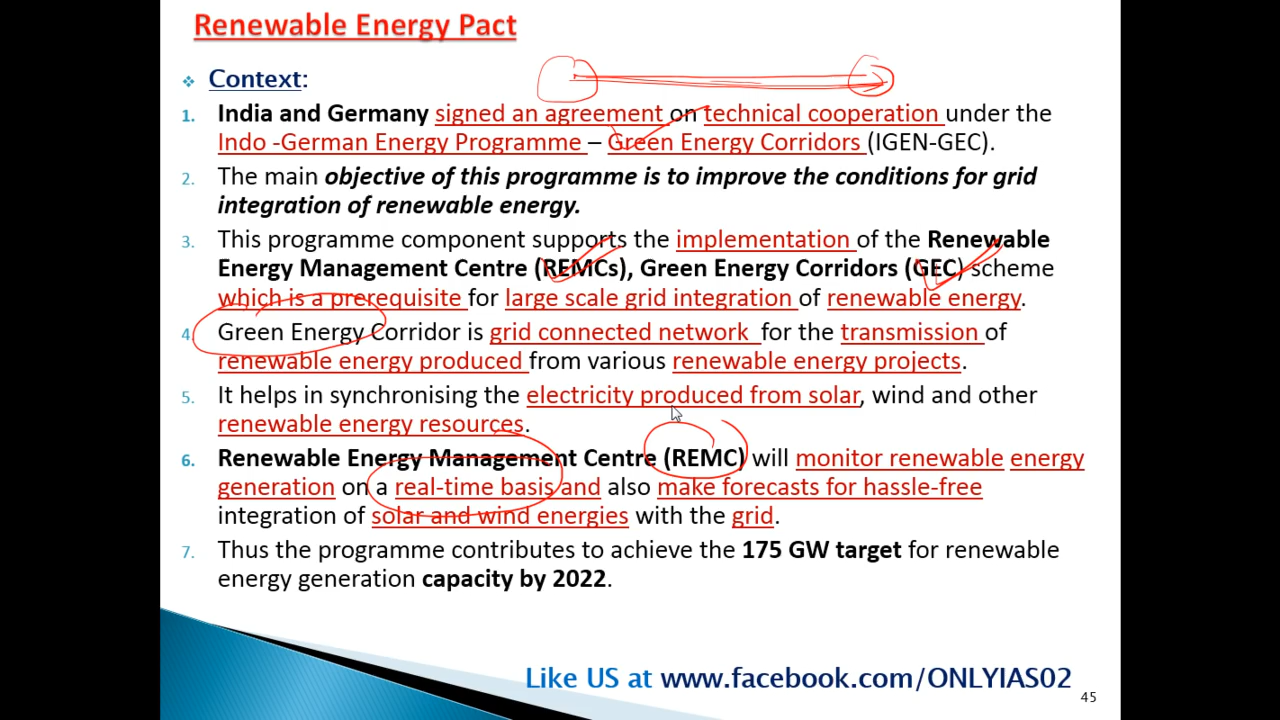 Renewable Energy Pact
❖ Context:
1. India and Germany signed an agreement on technical cooperation under the
Indo -German Energy Programme – Green Energy Corridors (IGEN-GEC).
2. The main objective of this programme is to improve the conditions for grid
integration of renewable energy.
3. This programme component supports the implementation of the Renewable
Energy Management Centre (REMCs), Green Energy Corridors (GEC) scheme
which is a prerequisite for large scale grid integration of renewable energy.
4. Green Energy Corridor is grid connected network for the transmission of
renewable energy produced from various renewable energy projects.
5. It helps in synchronising the electricity produced from solar, wind and other
renewable energy resources.
6. Renewable Energy Management Centre (REMC) will monitor renewable energy
generation on a real-time basis and also make forecasts for hassle-free
integration of solar and wind energies with the grid.
7. Thus the programme contributes to achieve the 175 GW target for renewable
energy generation capacity by 2022.
Like US at www.facebook.com/ONLYIAS02
45